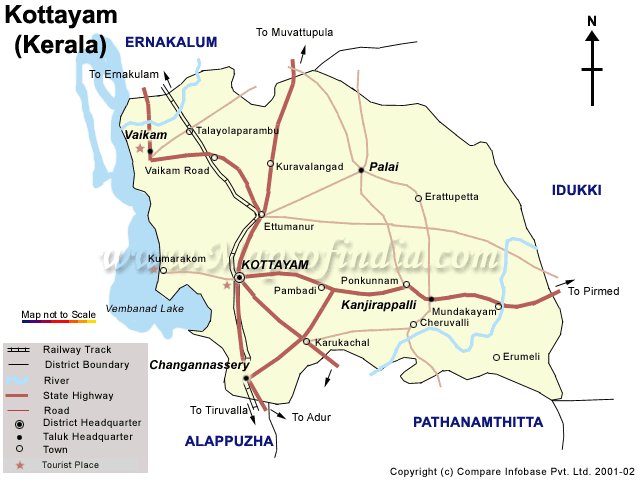 Kottayam
(Kerala)
ERNAKALUM
To Muvattupula
N
To Ernakulam
Talayolaparambu
Vaikam
Vaikam Road
Kuravalangad
Palai
IDUKKI
Erattupetta
Ettumanur
www.Mapsofindia.com
Kumarakom
KOTTAYAM
Ponkunnam
Pambadi
To Pirmed
Kanjirappalli
Vembanad Lake
Mundakayam
Map not to Scale
Cheruvalli
Karukachal
Railway Track
District Boundary
River
State Highway
Road
District Headquarter
Taluk Headquarter
Town
Tourist Place
Changannassery
Erumeli
To Tiruvalla
To Adur
PATHANAMTHITTA
ALAPPUZHA
Copyright (c) Compare Infobase Pvt. Ltd. 2001-02